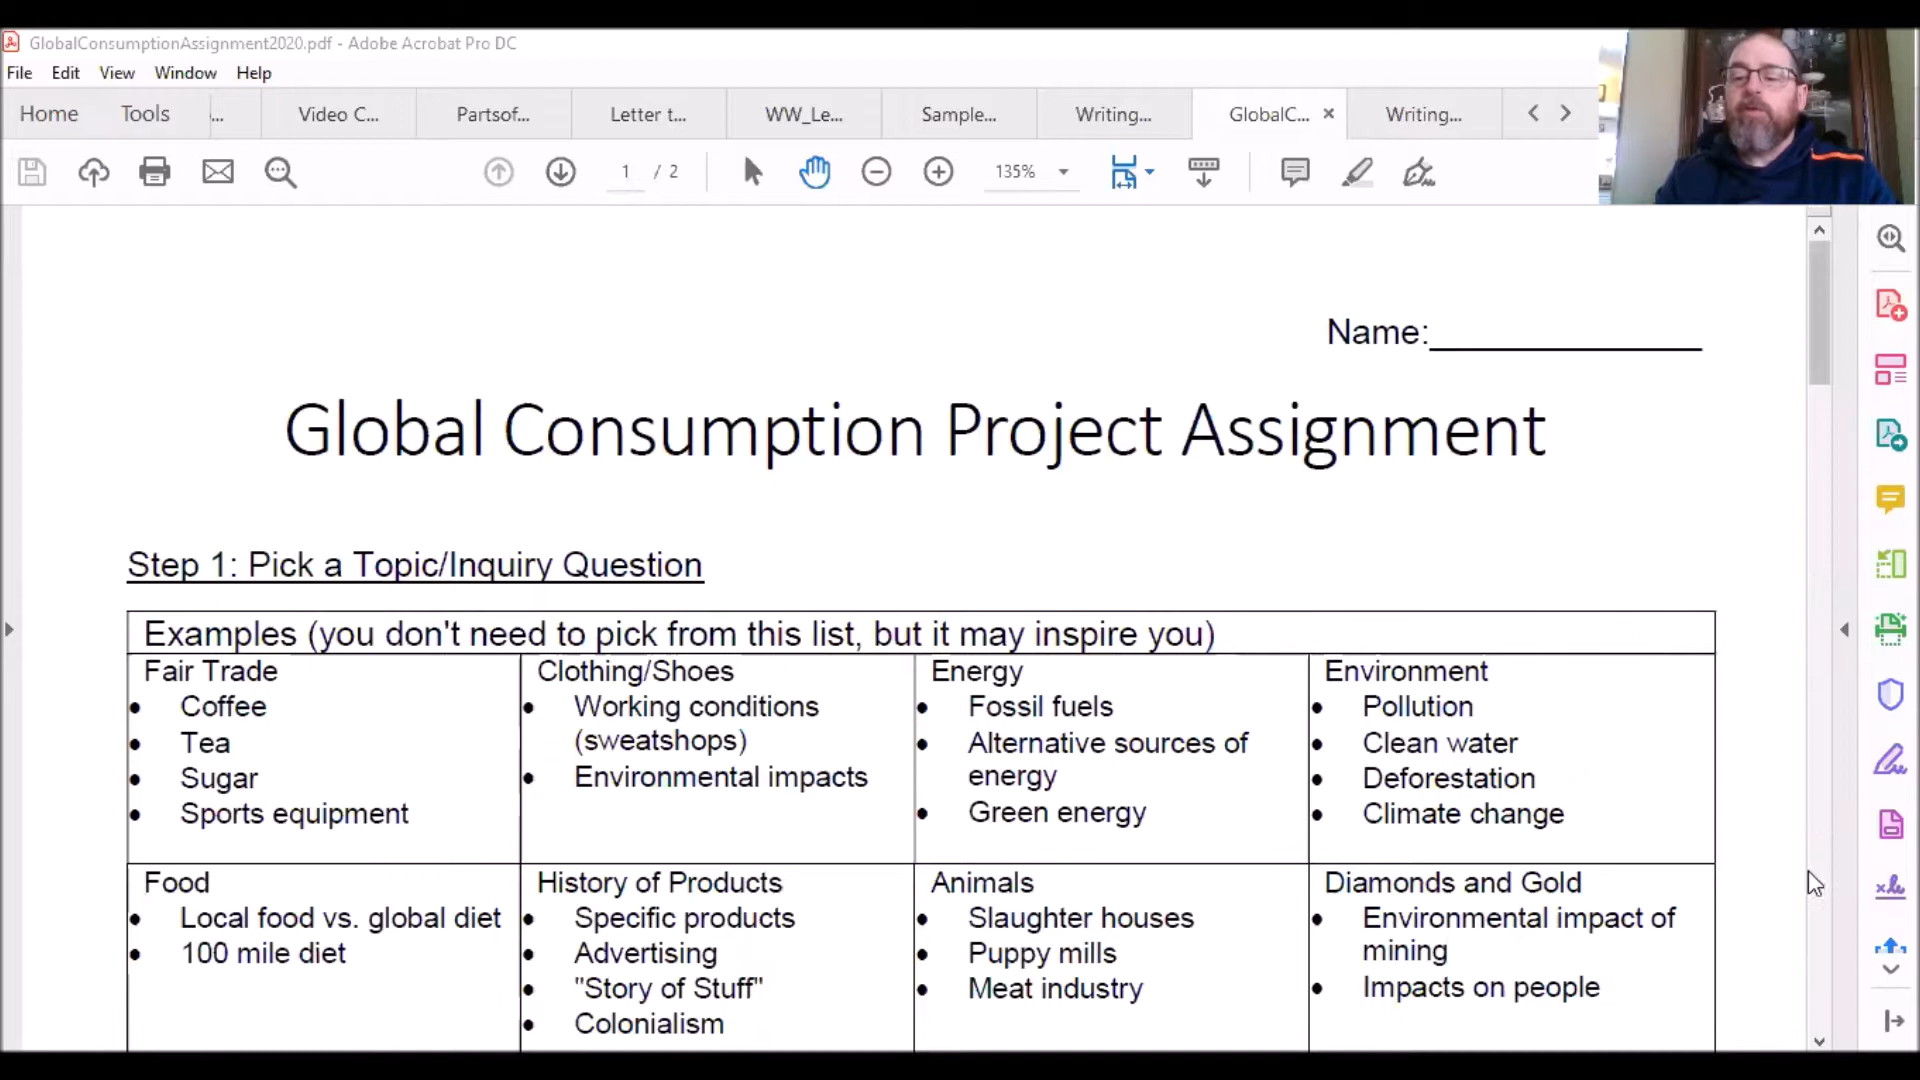 GlobalConsumptionAssignment2020.pdf - Adobe Acrobat Pro DC
File Edit View Window Help
Home Tools ... Video C... Partsof... Letter t... WW_Le... Sample... Writing... GlobalC... × Writing...
1 / 2 135%
Name:_______________
Global Consumption Project Assignment
Step 1: Pick a Topic/Inquiry Question
Examples (you don't need to pick from this list, but it may inspire you)
Fair Trade
• Coffee
• Tea
• Sugar
• Sports equipment
Clothing/Shoes
• Working conditions
(sweatshops)
• Environmental impacts
Energy
• Fossil fuels
• Alternative sources of
energy
• Green energy
Environment
• Pollution
• Clean water
• Deforestation
• Climate change
Food
• Local food vs. global diet
• 100 mile diet
History of Products
• Specific products
• Advertising
• "Story of Stuff"
• Colonialism
Animals
• Slaughter houses
• Puppy mills
• Meat industry
Diamonds and Gold
• Environmental impact of
mining
• Impacts on people